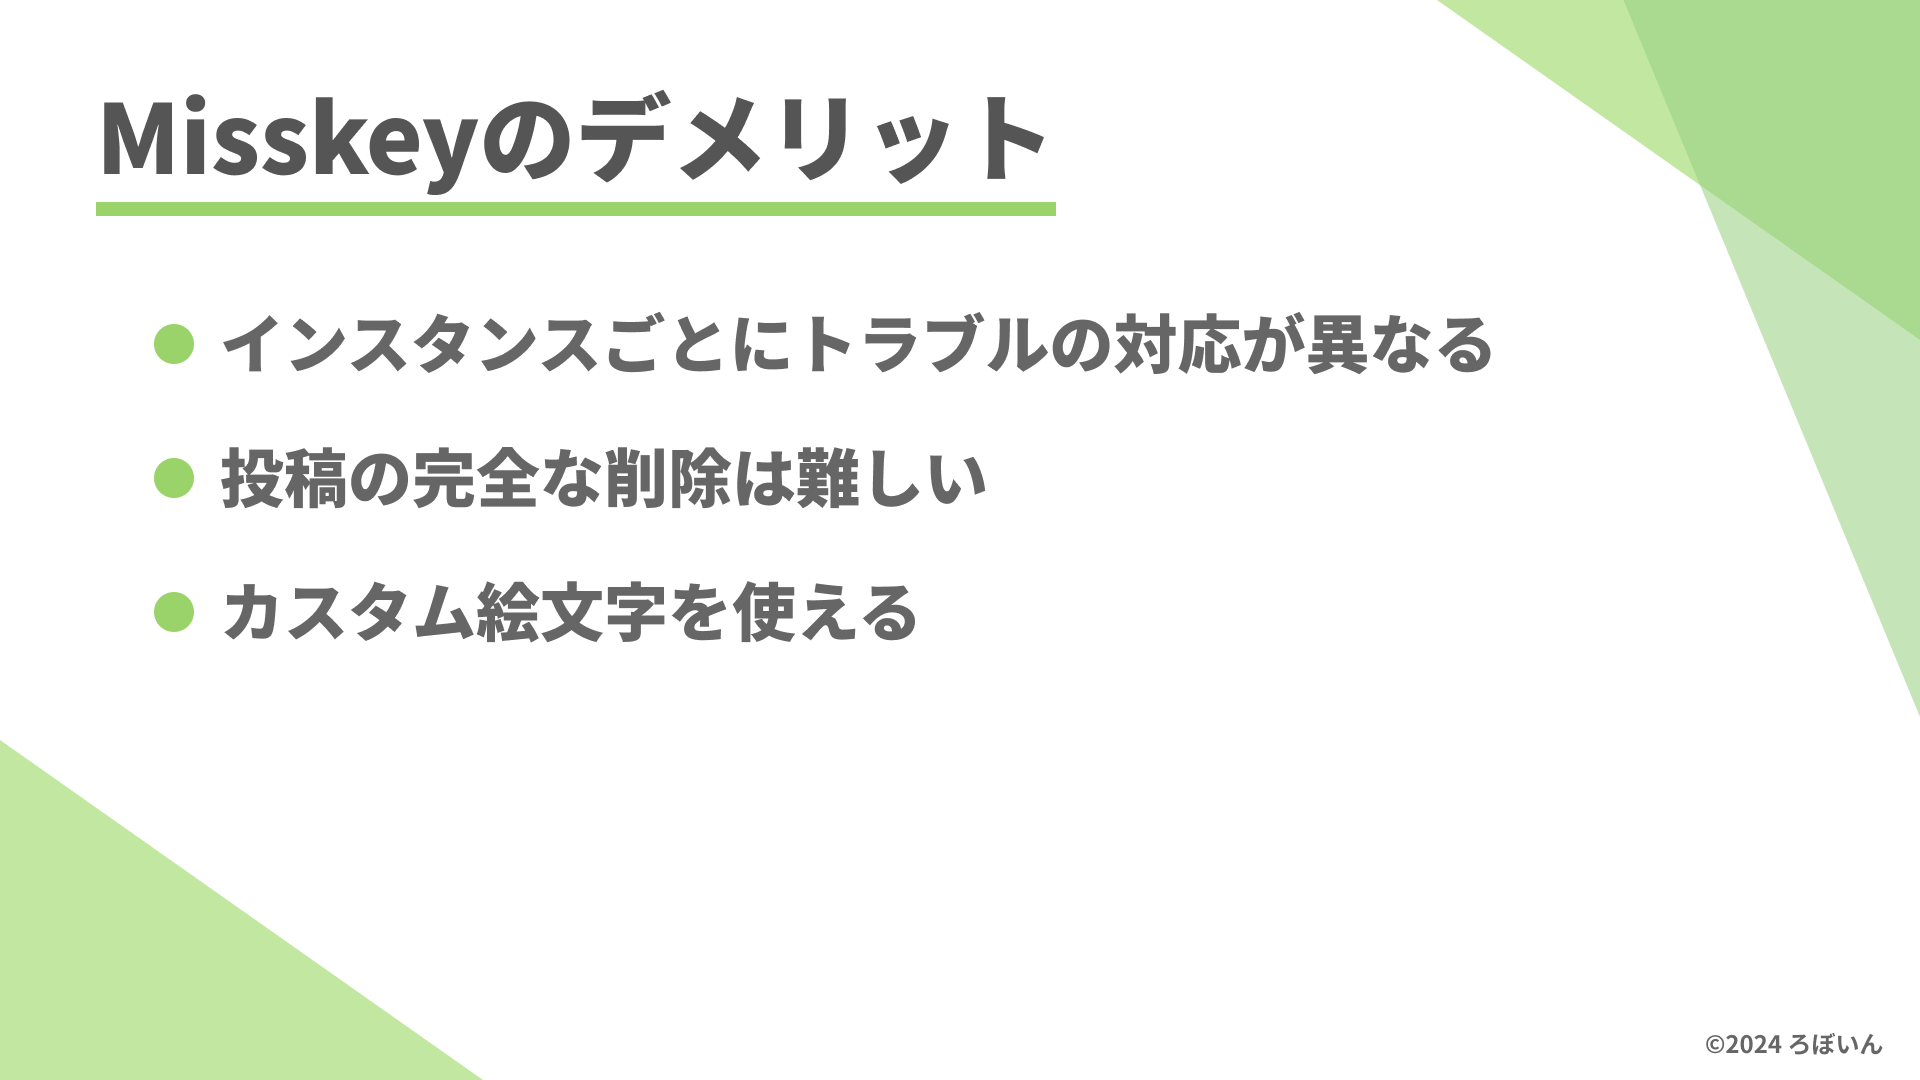 Misskeyのデメリット
インスタンスごとにトラブルの対応が異なる
投稿の完全な削除は難しい
カスタム絵文字を使える
©2024 ろぼいん